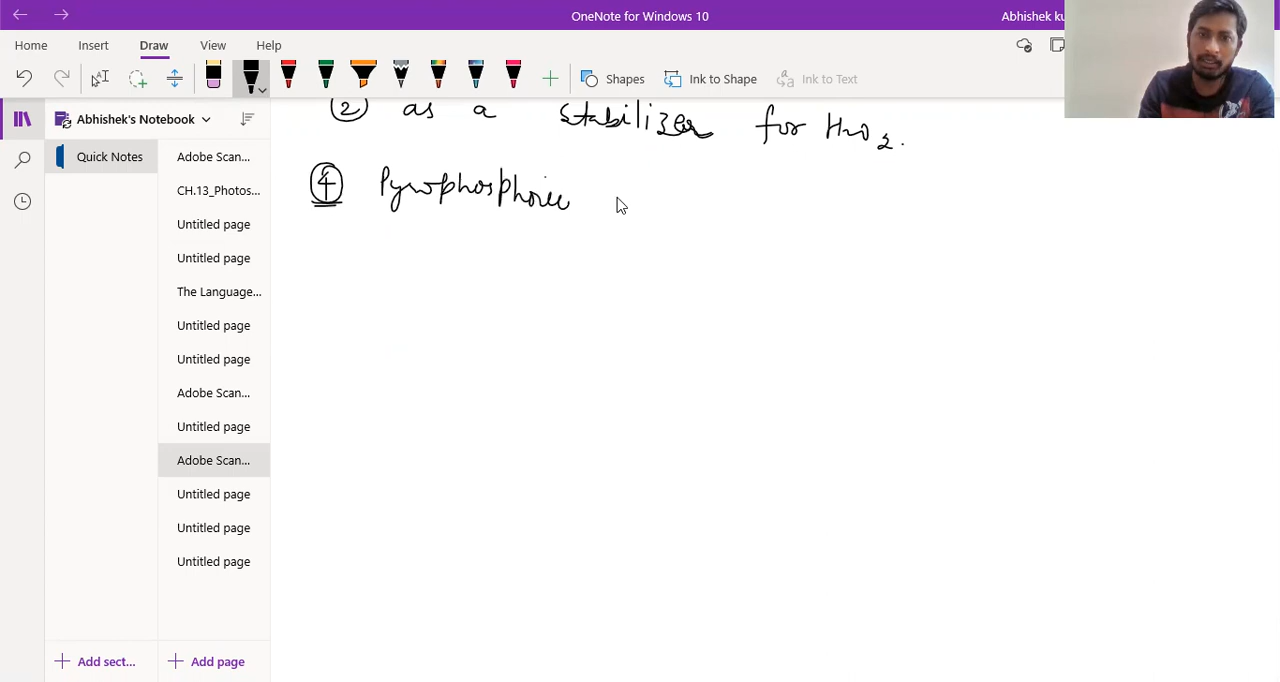 OneNote for Windows 10
Abhishek ku
Home Insert Draw View Help
Shapes Ink to Shape Ink to Text
Abhishek's Notebook
Quick Notes
Adobe Scan...
CH.13_Photos...
Untitled page
Untitled page
The Language...
Untitled page
Untitled page
Adobe Scan...
Untitled page
Adobe Scan...
Untitled page
Untitled page
Untitled page
+ Add sect...
+ Add page
② as a stabilizer for H2O2.
④ Pyrophosphoric